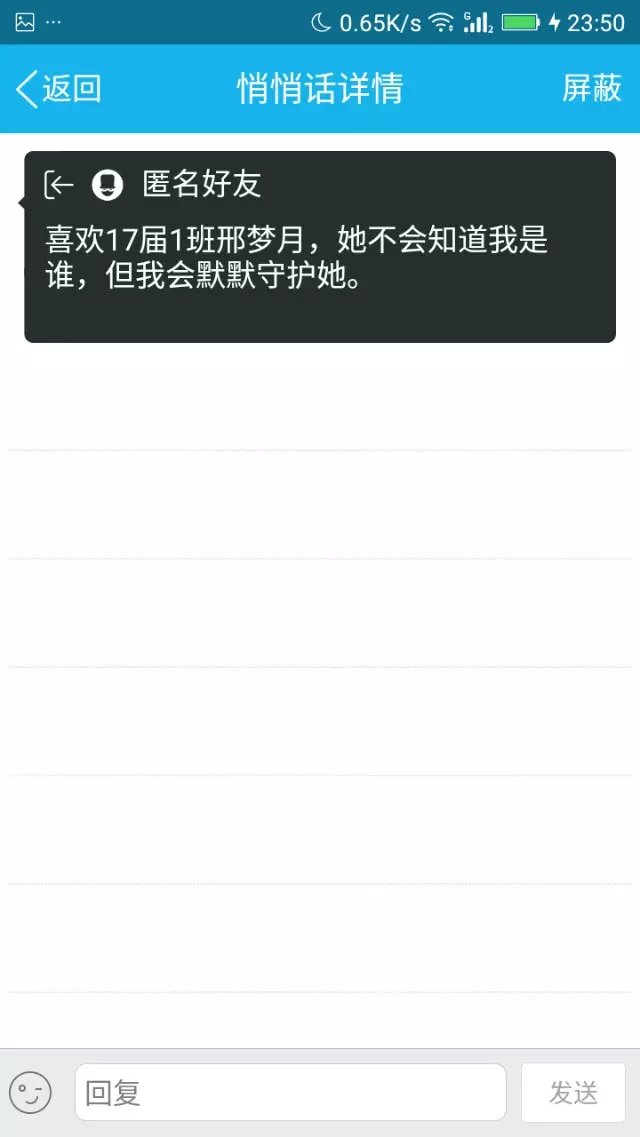 0.65K/s G 2 23:50
返回 悄悄话详情 屏蔽
匿名好友
喜欢17届1班邢梦月，她不会知道我是
谁，但我会默默守护她。
回复 发送